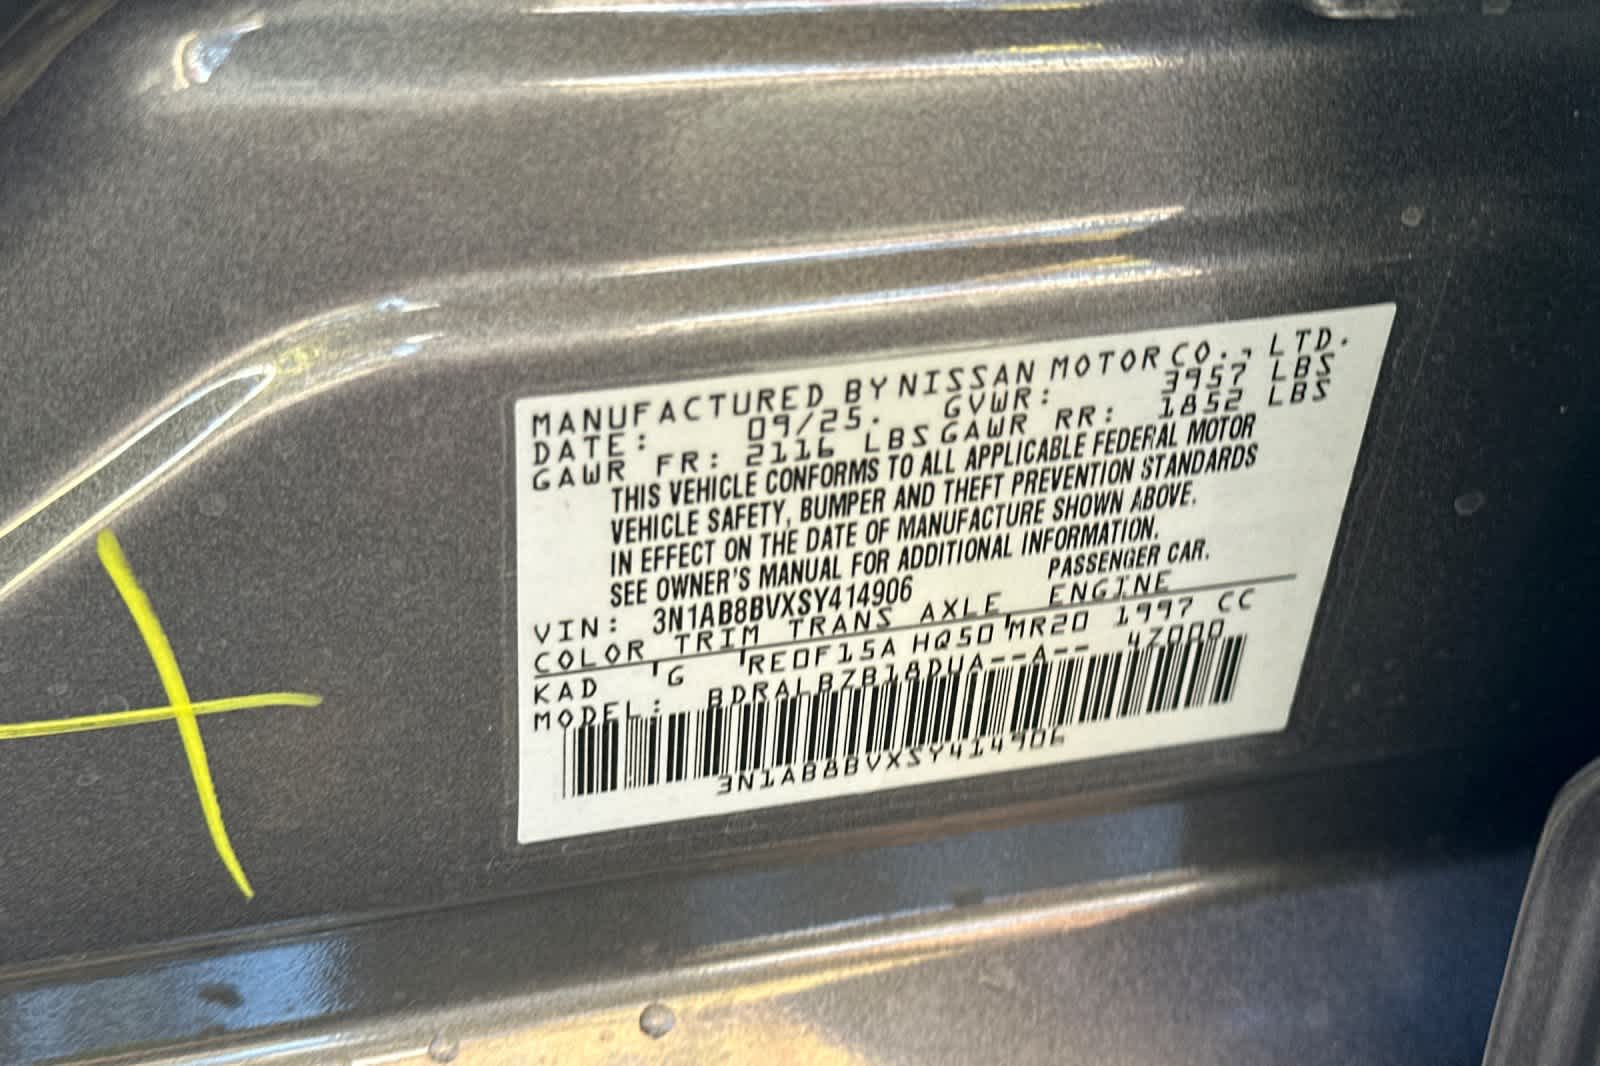 MANUFACTURED BY NISSAN MOTOR CO., LTD.
DATE: 09/25. GVWR: 3957 LBS
GAWR FR: 2116 LBS GAWR RR: 1852 LBS
THIS VEHICLE CONFORMS TO ALL APPLICABLE FEDERAL MOTOR
VEHICLE SAFETY, BUMPER AND THEFT PREVENTION STANDARDS
IN EFFECT ON THE DATE OF MANUFACTURE SHOWN ABOVE.
SEE OWNER'S MANUAL FOR ADDITIONAL INFORMATION.
VIN: 3N1AB8BVXSY414906 PASSENGER CAR.
COLOR TRIM TRANS AXLE ENGINE
KAD G RE0F15A HQ50 MR20 1997 CC
MODEL: BDRALBZB18DUA--A-- 4Z000
3N1AB8BVXSY414906